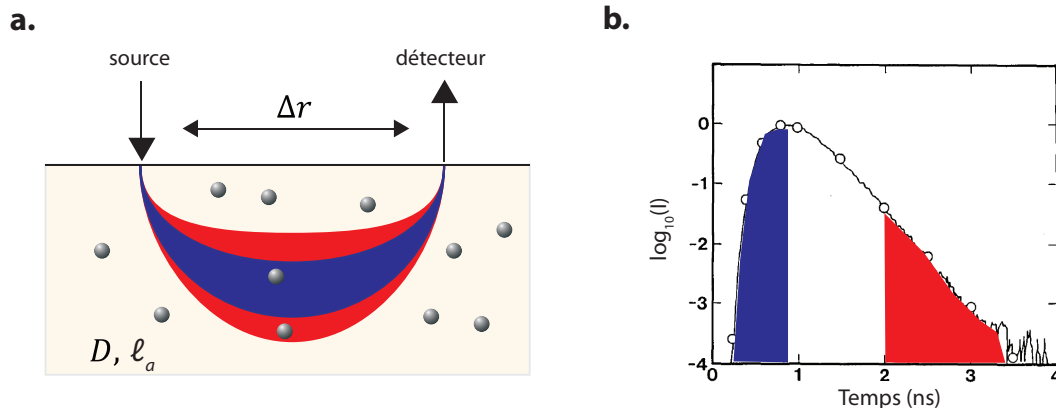 a.
source
détecteur
Δr
D, ℓa
b.
0
-1
-2
-3
-4
log10(I)
0 1 2 3 4
Temps (ns)